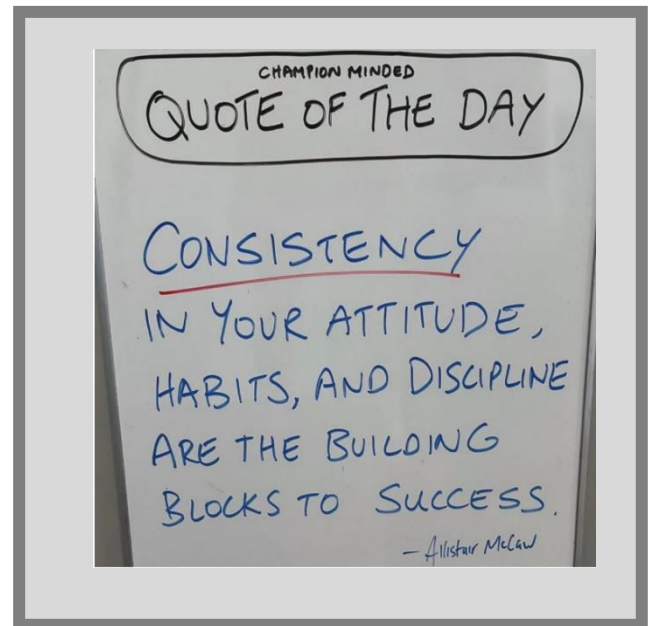 CHAMPION MINDED
QUOTE OF THE DAY
CONSISTENCY
IN YOUR ATTITUDE,
HABITS, AND DISCIPLINE
ARE THE BUILDING
BLOCKS TO SUCCESS.
- Allistair McCaw